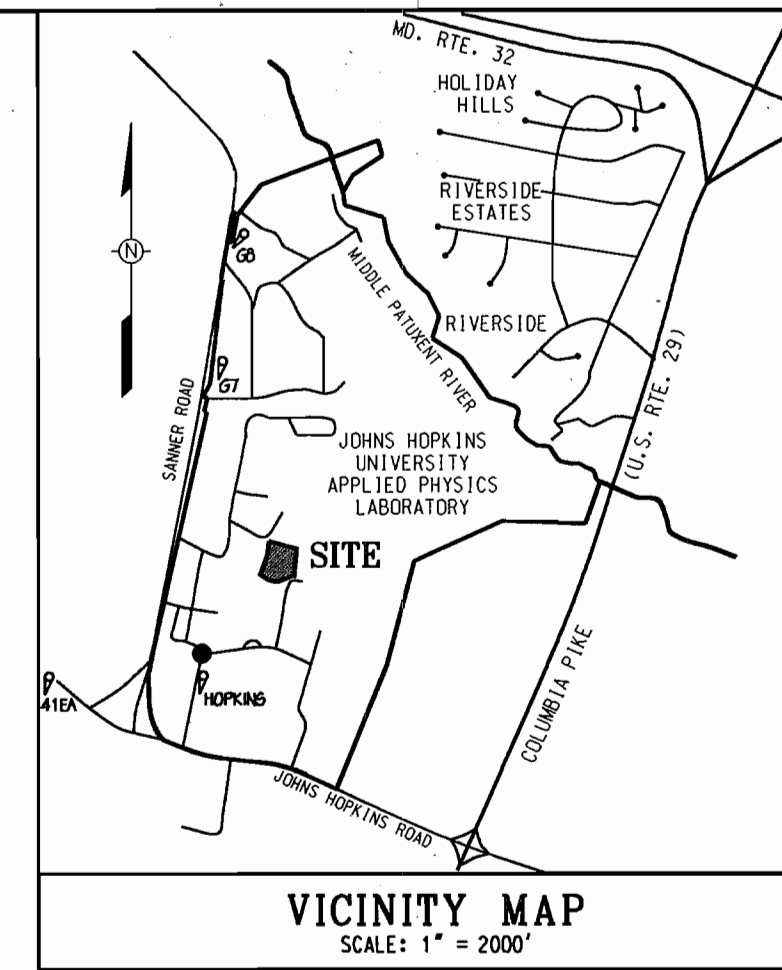 MD. RTE. 32
HOLIDAY
HILLS
RIVERSIDE
ESTATES
N
G8
MIDDLE PATUXENT RIVER
RIVERSIDE
G7
SANNER ROAD
(U.S. RTE. 29)
JOHNS HOPKINS
UNIVERSITY
APPLIED PHYSICS
LABORATORY
SITE
COLUMBIA PIKE
41EA
HOPKINS
JOHNS HOPKINS ROAD
VICINITY MAP
SCALE: 1" = 2000'